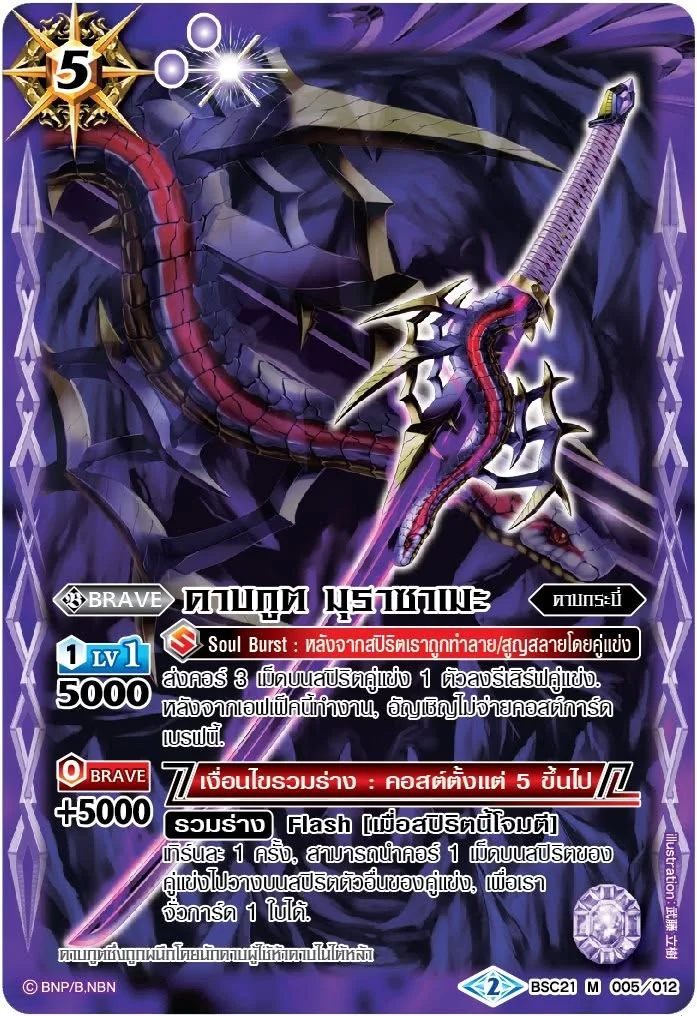 5
BRAVE ดาบภูต มุราซาเมะ ดาบกระบี่
1 LV1
5000
S Soul Burst : หลังจากสปิริตเราถูกทำลาย/สูญสลายโดยคู่แข่ง
ส่งคอร์ 3 เม็ดบนสปิริตคู่แข่ง 1 ตัวลงรีเสิร์ฟคู่แข่ง.
หลังจากเอฟเฟ็คนี้ทำงาน, อัญเชิญไม่จ่ายคอสต์การ์ด
เบรฟนี้.
0 BRAVE
+5000
เงื่อนไขรวมร่าง : คอสต์ตั้งแต่ 5 ขึ้นไป
รวมร่าง Flash [เมื่อสปิริตนี้โจมตี]
เทิร์นละ 1 ครั้ง, สามารถนำคอร์ 1 เม็ดบนสปิริตของ
คู่แข่งไปวางบนสปิริตตัวอื่นของคู่แข่ง, เพื่อเรา
จั่วการ์ด 1 ใบได้.
illustration: 武藤 立樹
ดาบภูตซึ่งถูกผนึกโดยนักดาบผู้ใช้ห้าดาบในใต้หล้า
© BNP/B,NBN
2 BSC21 M 005/012